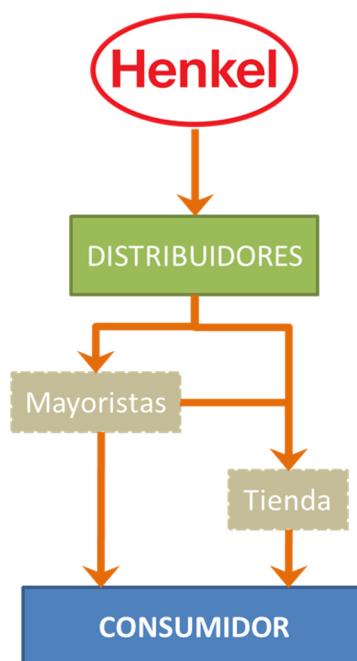 Henkel
DISTRIBUIDORES
Mayoristas
Tienda
CONSUMIDOR